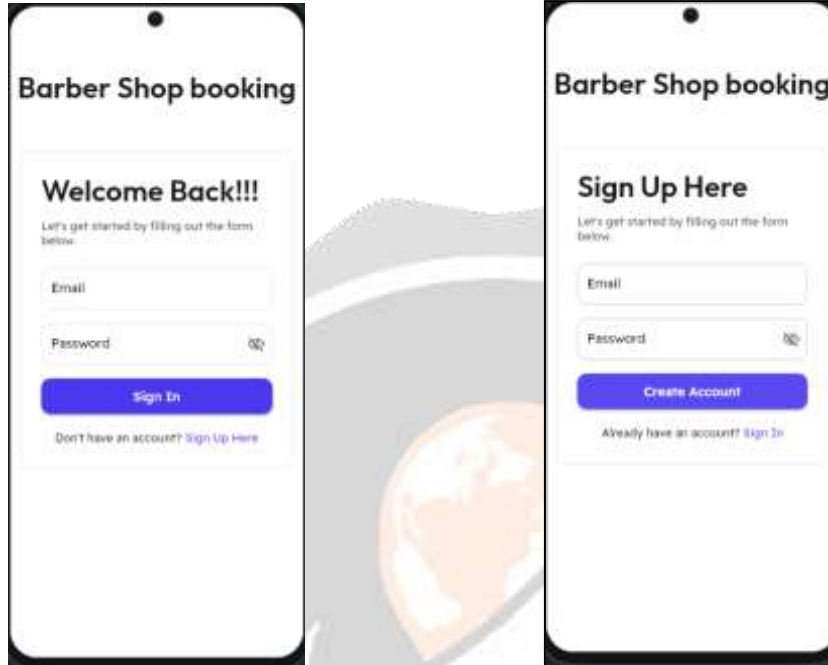 Barber Shop booking
Welcome Back!!!
Let's get started by filling out the form
below.
Email
Password
Sign In
Don't have an account? Sign Up Here
Barber Shop booking
Sign Up Here
Let's get started by filling out the form
below.
Email
Password
Create Account
Already have an account? Sign In